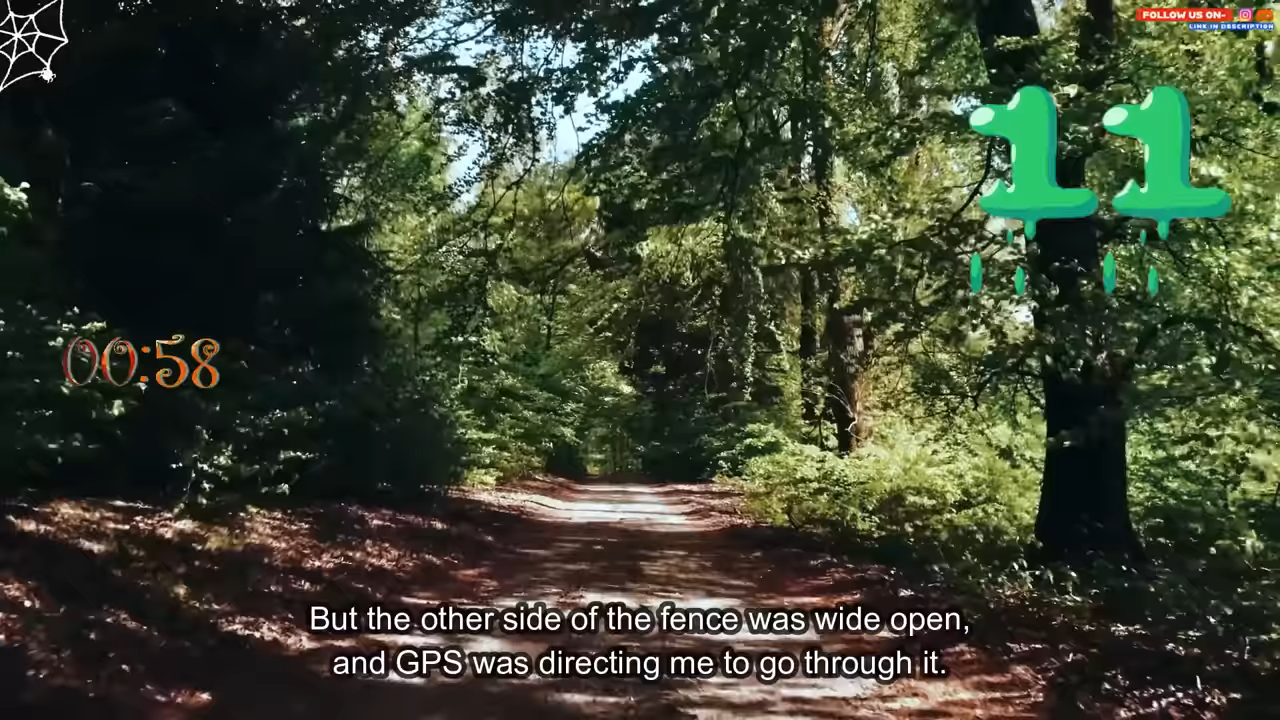 FOLLOW US ON-
LINK IN DESCRIPTION
11
00:58
But the other side of the fence was wide open,
and GPS was directing me to go through it.